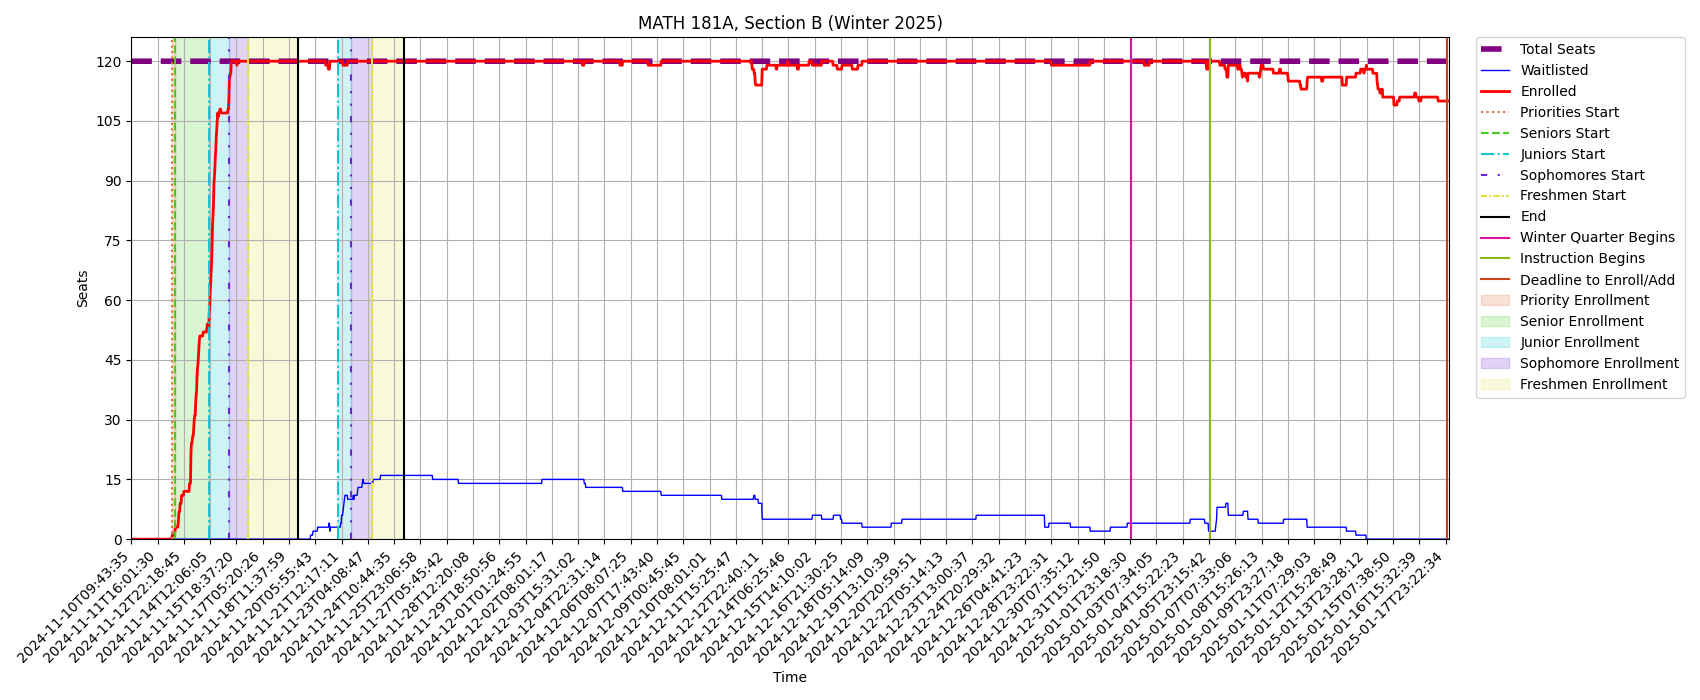 MATH 181A, Section B (Winter 2025)
120
105
90
75
60
45
30
15
0
Seats
2024-11-10T09:43:35
2024-11-11T16:01:30
2024-11-12T22:18:45
2024-11-14T12:06:05
2024-11-15T18:37:20
2024-11-17T05:20:26
2024-11-18T11:37:59
2024-11-20T05:55:43
2024-11-21T12:17:11
2024-11-23T04:08:47
2024-11-24T10:44:35
2024-11-25T23:06:58
2024-11-27T05:45:42
2024-11-28T12:20:08
2024-11-29T18:50:56
2024-12-01T01:24:55
2024-12-02T08:01:17
2024-12-03T15:31:02
2024-12-04T22:31:14
2024-12-06T08:07:25
2024-12-07T17:43:40
2024-12-09T00:45:45
2024-12-10T08:01:01
2024-12-11T15:25:47
2024-12-12T22:40:11
2024-12-14T06:25:46
2024-12-15T14:10:02
2024-12-16T21:30:25
2024-12-18T05:14:09
2024-12-19T13:10:39
2024-12-20T20:59:51
2024-12-22T05:14:13
2024-12-23T13:00:37
2024-12-24T20:29:32
2024-12-26T04:41:23
2024-12-28T23:22:31
2024-12-30T07:35:12
2024-12-31T15:21:50
2025-01-01T23:18:30
2025-01-03T07:34:05
2025-01-04T15:22:23
2025-01-05T23:15:42
2025-01-07T07:33:06
2025-01-08T15:26:13
2025-01-09T23:27:18
2025-01-11T07:29:03
2025-01-12T15:28:49
2025-01-13T23:28:12
2025-01-15T07:38:50
2025-01-16T15:32:39
2025-01-17T23:22:34
Time
Total Seats
Waitlisted
Enrolled
Priorities Start
Seniors Start
Juniors Start
Sophomores Start
Freshmen Start
End
Winter Quarter Begins
Instruction Begins
Deadline to Enroll/Add
Priority Enrollment
Senior Enrollment
Junior Enrollment
Sophomore Enrollment
Freshmen Enrollment